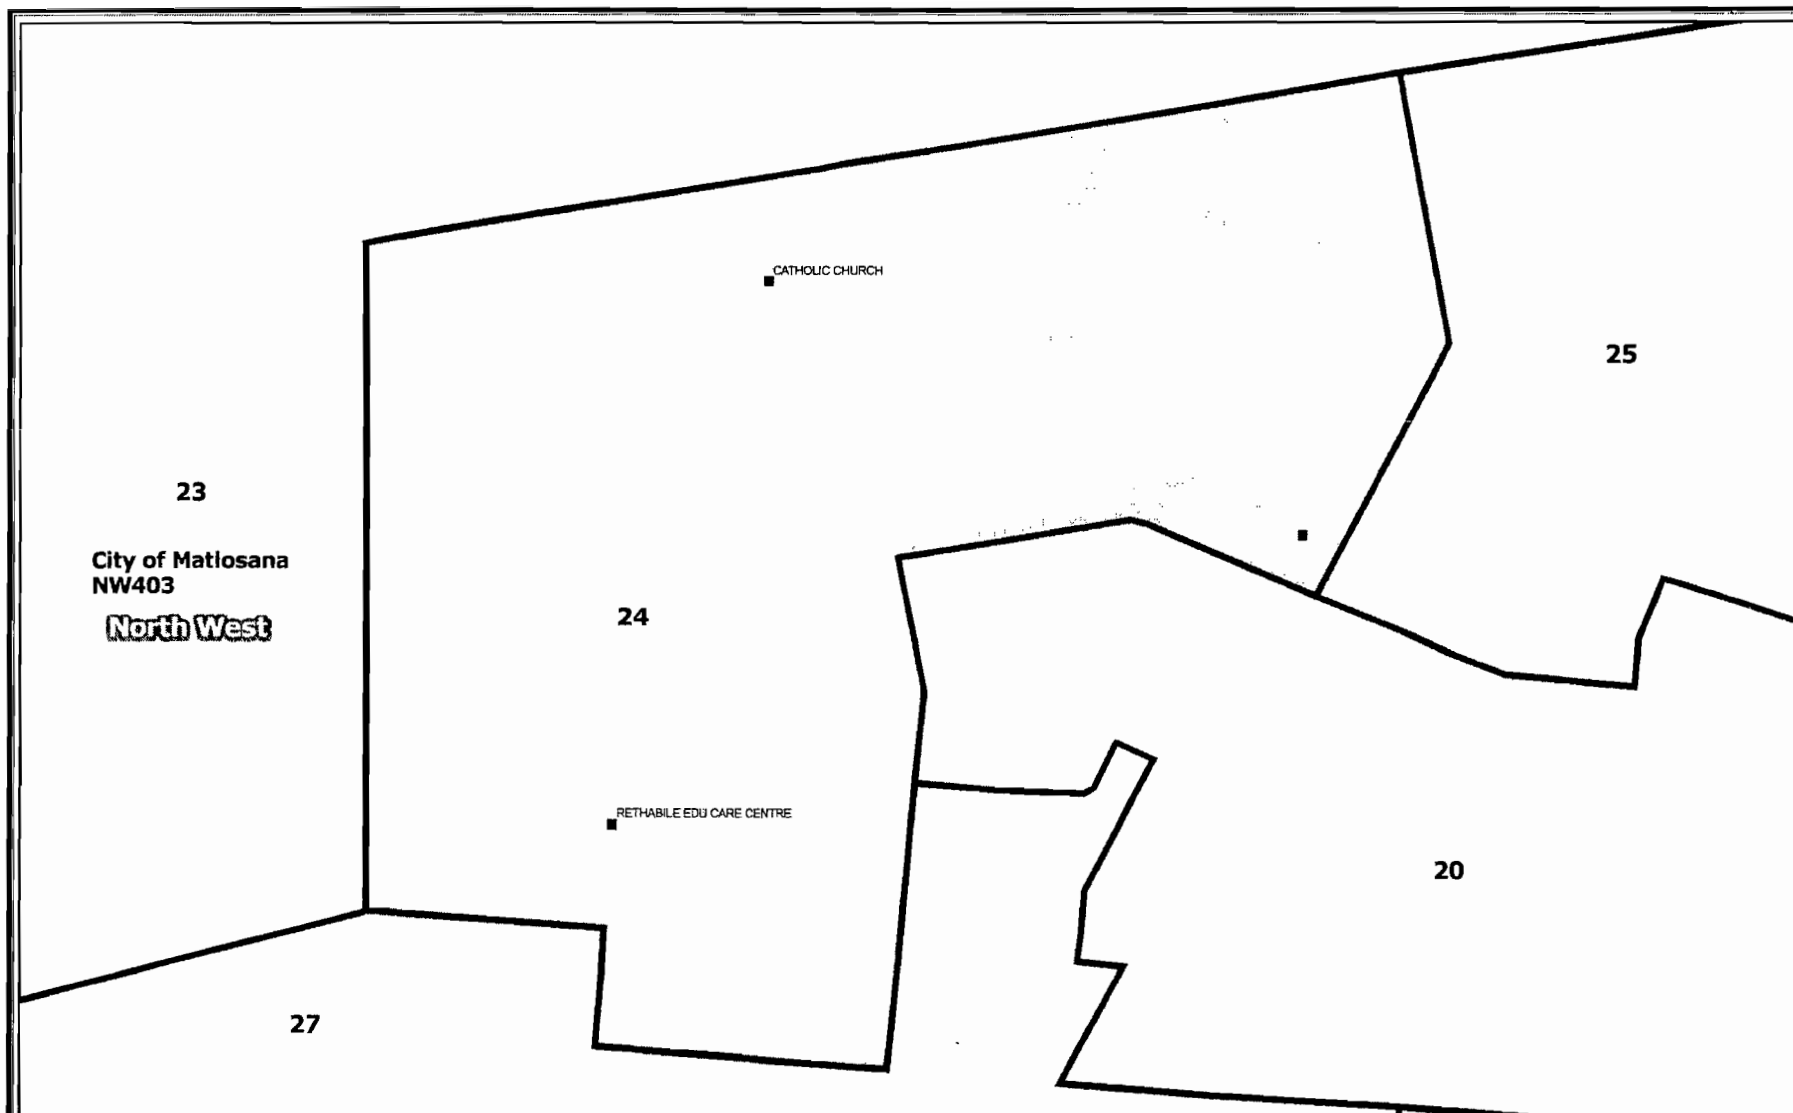 CATHOLIC CHURCH
25
23
City of Matlosana
NW403
North West
24
RETHABILE EDU CARE CENTRE
20
27